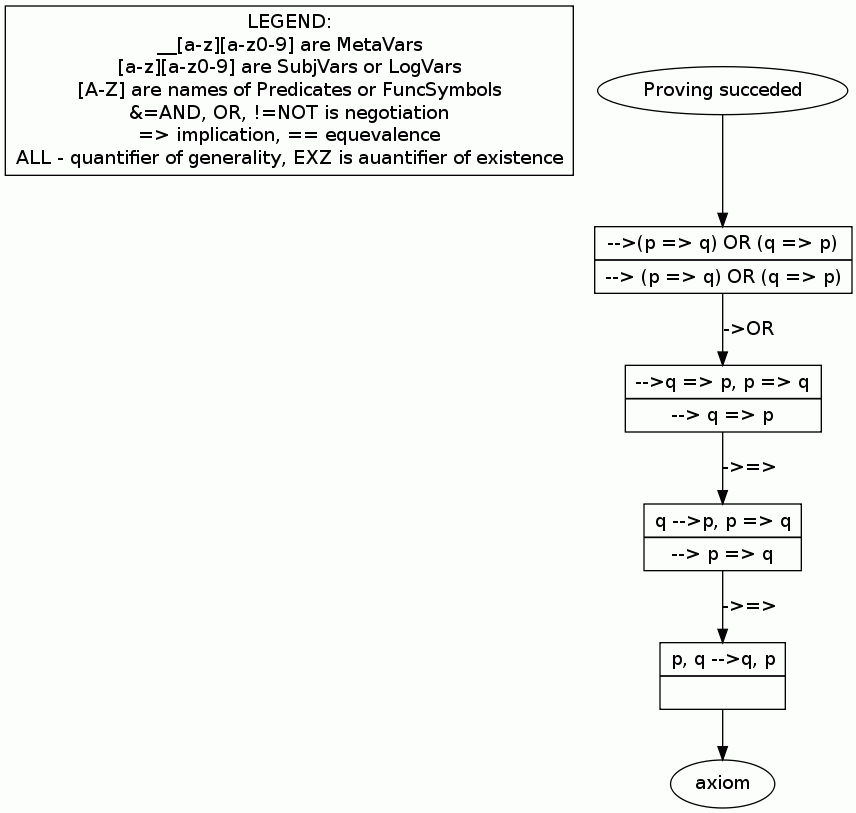 LEGEND:
__[a-z][a-z0-9] are MetaVars
[a-z][a-z0-9] are SubjVars or LogVars
[A-Z] are names of Predicates or FuncSymbols
&=AND, OR, !=NOT is negotiation
=> implication, == equevalence
ALL - quantifier of generality, EXZ is auantifier of existence
Proving succeded
-->(p => q) OR (q => p)
--> (p => q) OR (q => p)
->OR
-->q => p, p => q
--> q => p
->=>
q -->p, p => q
--> p => q
->=>
p, q -->q, p
axiom